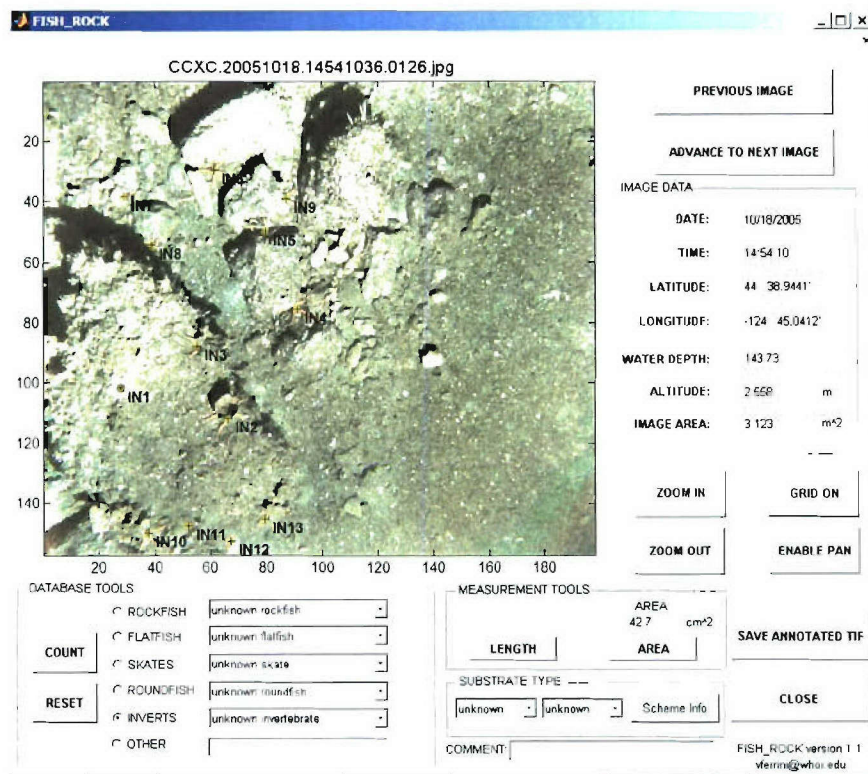 FISH_ROCK
CCXC.20051018.14541036.0126.jpg
20
40
60
80
100
120
140
20 40 60 80 100 120 140 160 180
IN9
IN5
IN8
IN4
IN3
IN1
IN2
IN13
IN11
IN10
IN12
PREVIOUS IMAGE
ADVANCE TO NEXT IMAGE
IMAGE DATA
DATE: 10/18/2005
TIME: 14:54:10
LATITUDE: 44 38.9441'
LONGITUDE: -124 45.0412'
WATER DEPTH: 143.73
ALTITUDE: 2.558 m
IMAGE AREA: 3.123 m^2
ZOOM IN GRID ON
ZOOM OUT ENABLE PAN
DATABASE TOOLS
COUNT
RESET
ROCKFISH unknown rockfish
FLATFISH unknown flatfish
SKATES unknown skate
ROUNDFISH unknown roundfish
INVERTS unknown invertebrate
OTHER
MEASUREMENT TOOLS
AREA
42.7 cm^2
LENGTH AREA
SUBSTRATE TYPE
unknown unknown Scheme Info
COMMENT:
SAVE ANNOTATED TIF
CLOSE
FISH_ROCK version 1.1
vferrini@whoi.edu